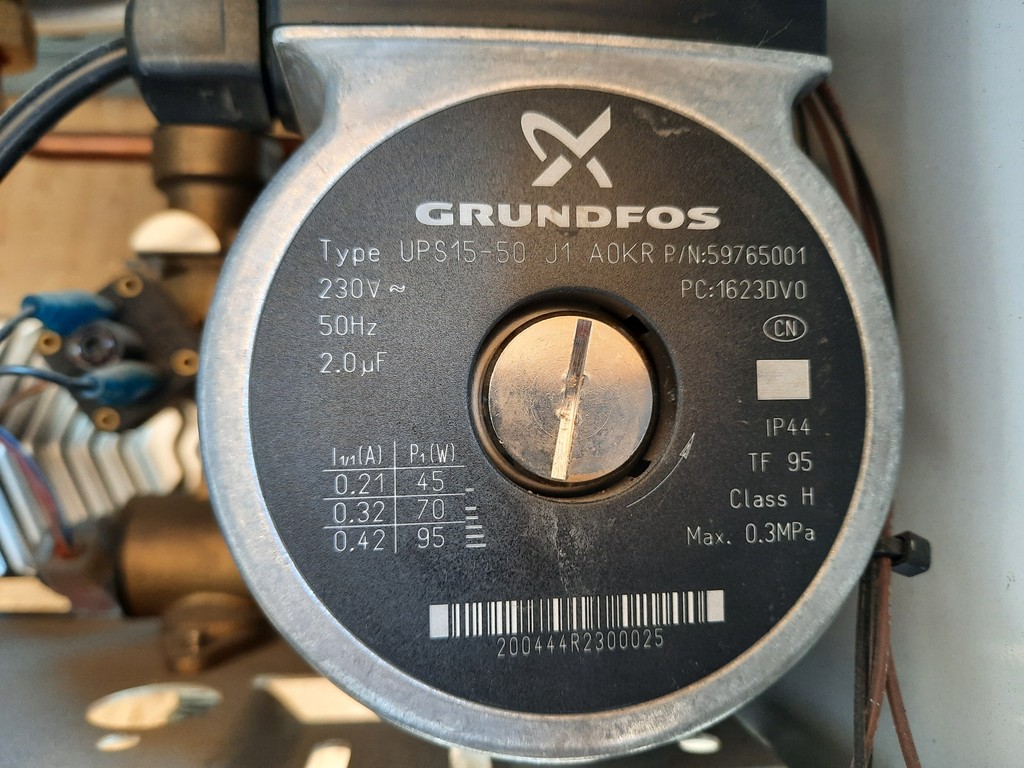 GRUNDFOS
Type UPS15-50 J1 A0KR P/N:59765001
230V ~ PC:1623DV0
50Hz CN
2.0µF
IP44
TF 95
Class H
Max. 0.3MPa
I1/1(A) P1(W)
0.21 45
0.32 70
0.42 95
200444R2300025